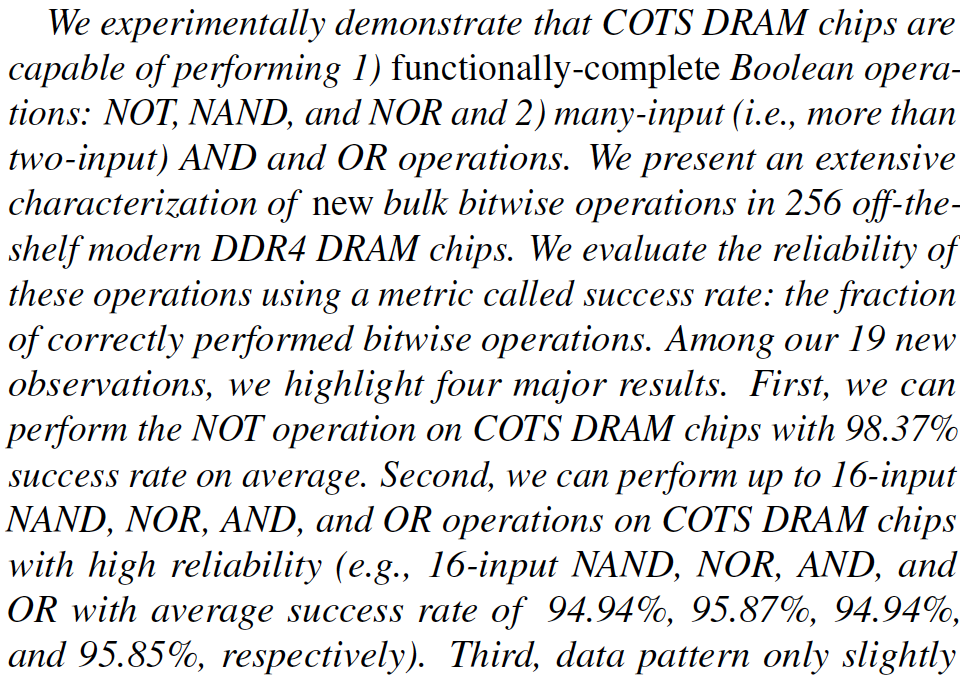 We experimentally demonstrate that COTS DRAM chips are
capable of performing 1) functionally-complete Boolean opera-
tions: NOT, NAND, and NOR and 2) many-input (i.e., more than
two-input) AND and OR operations. We present an extensive
characterization of new bulk bitwise operations in 256 off-the-
shelf modern DDR4 DRAM chips. We evaluate the reliability of
these operations using a metric called success rate: the fraction
of correctly performed bitwise operations. Among our 19 new
observations, we highlight four major results. First, we can
perform the NOT operation on COTS DRAM chips with 98.37%
success rate on average. Second, we can perform up to 16-input
NAND, NOR, AND, and OR operations on COTS DRAM chips
with high reliability (e.g., 16-input NAND, NOR, AND, and
OR with average success rate of 94.94%, 95.87%, 94.94%,
and 95.85%, respectively). Third, data pattern only slightly